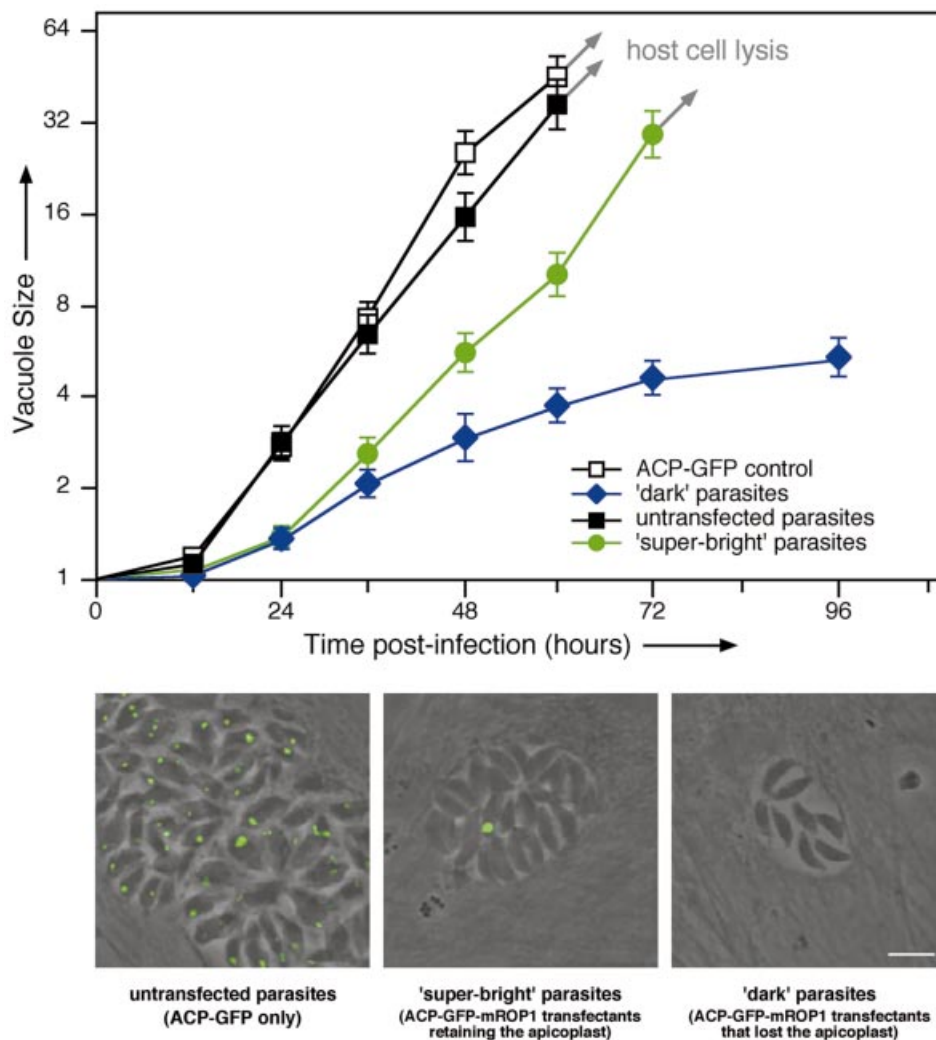 64
32
16
8
4
2
1
Vacuole Size
host cell lysis
ACP-GFP control
'dark' parasites
untransfected parasites
'super-bright' parasites
0
24
48
72
96
Time post-infection (hours)
untransfected parasites
(ACP-GFP only)
'super-bright' parasites
(ACP-GFP-mROP1 transfectants
retaining the apicoplast)
'dark' parasites
(ACP-GFP-mROP1 transfectants
that lost the apicoplast)